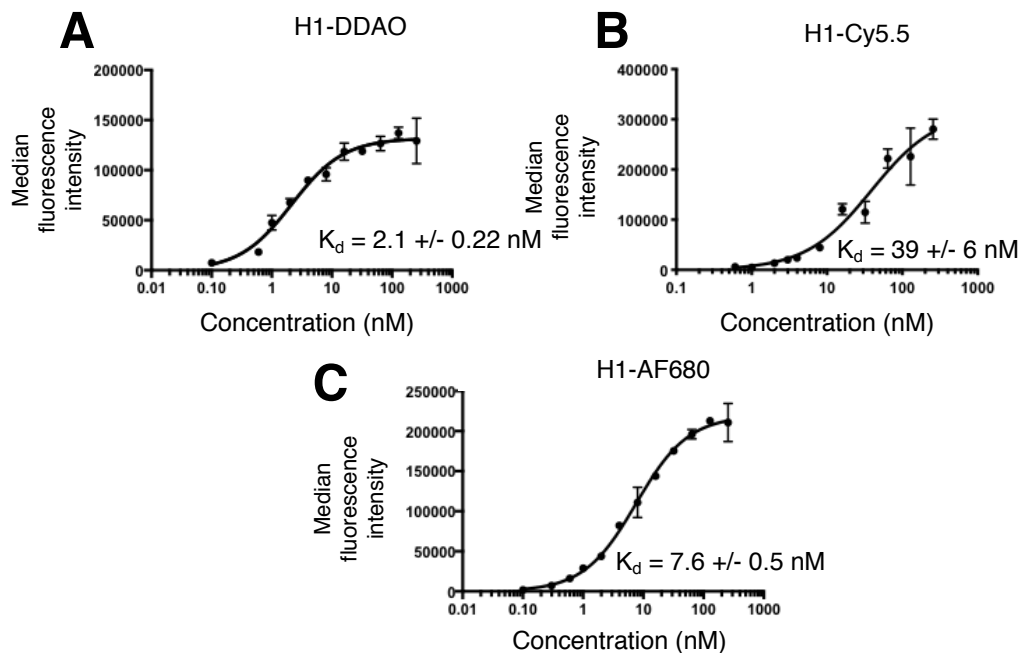 A
H1-DDAO
200000
150000
100000
50000
0
Median
fluorescence
intensity
Kd = 2.1 +/- 0.22 nM
0.01 0.10 1 10 100 1000
Concentration (nM)
B
H1-Cy5.5
400000
300000
200000
100000
0
Median
fluorescence
intensity
Kd = 39 +/- 6 nM
0.1 1 10 100 1000
Concentration (nM)
C
H1-AF680
250000
200000
150000
100000
50000
0
Median
fluorescence
intensity
Kd = 7.6 +/- 0.5 nM
0.01 0.10 1 10 100 1000
Concentration (nM)